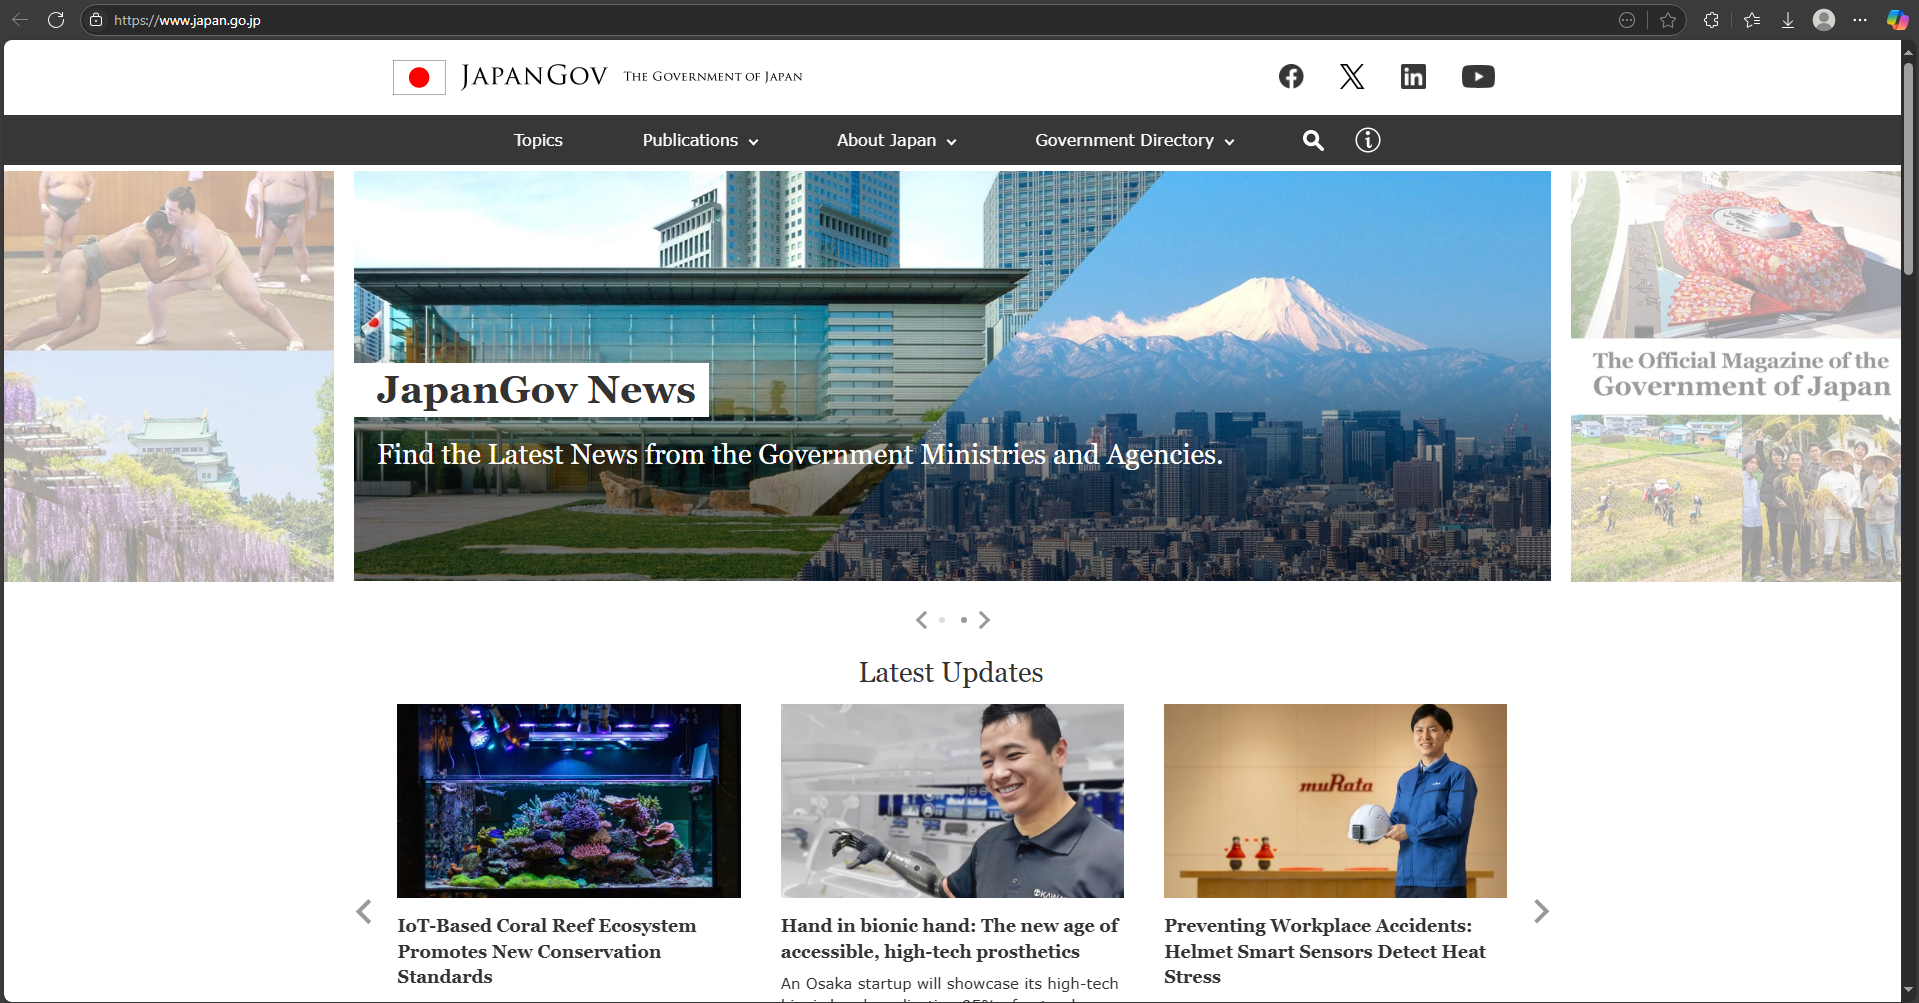 https://www.japan.go.jp
JAPANGOV THE GOVERNMENT OF JAPAN
Topics Publications About Japan Government Directory
JapanGov News
Find the Latest News from the Government Ministries and Agencies.
The Official Magazine of the
Government of Japan
Latest Updates
muRata
IoT-Based Coral Reef Ecosystem
Promotes New Conservation
Standards
Hand in bionic hand: The new age of
accessible, high-tech prosthetics
An Osaka startup will showcase its high-tech
Preventing Workplace Accidents:
Helmet Smart Sensors Detect Heat
Stress